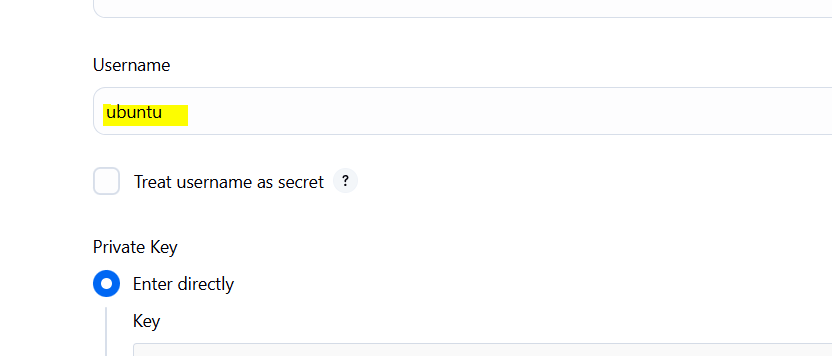 Username
ubuntu
Treat username as secret ?
Private Key
Enter directly
Key